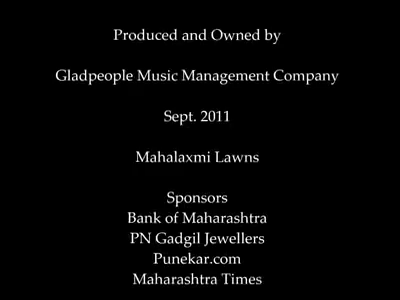 Produced and Owned by
Gladpeople Music Management Company
Sept. 2011
Mahalaxmi Lawns
Sponsors
Bank of Maharashtra
PN Gadgil Jewellers
Punekar.com
Maharashtra Times